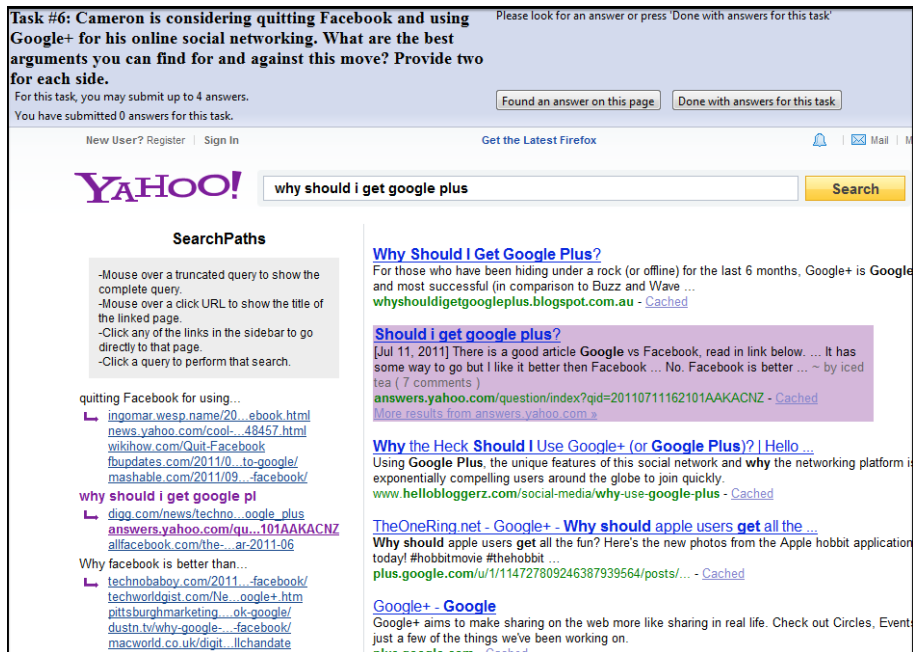 Task #6: Cameron is considering quitting Facebook and using
Google+ for his online social networking. What are the best
arguments you can find for and against this move? Provide two
for each side.
For this task, you may submit up to 4 answers.
You have submitted 0 answers for this task.
Please look for an answer or press 'Done with answers for this task'
Found an answer on this page
Done with answers for this task
New User? Register | Sign In
Get the Latest Firefox
Mail
M
YAHOO!
why should i get google plus
Search
SearchPaths
-Mouse over a truncated query to show the
complete query.
-Mouse over a click URL to show the title of
the linked page.
-Click any of the links in the sidebar to go
directly to that page.
-Click a query to perform that search.
quitting Facebook for using...
ingomar.wesp.name/20...ebook.html
news.yahoo.com/cool-...48457.html
wikihow.com/Quit-Facebook
fbupdates.com/2011/0...to-google/
mashable.com/2011/09...-facebook/
why should i get google pl
digg.com/news/techno...oogle_plus
answers.yahoo.com/qu...101AAKACNZ
allfacebook.com/the-...ar-2011-06
Why facebook is better than...
technobaboy.com/2011...-facebook/
techworldgist.com/Ne...oogle+.htm
pittsburghmarketing....ok-google/
dustn.tv/why-google-...-facebook/
macworld.co.uk/digit...llchandate
Why Should I Get Google Plus?
For those who have been hiding under a rock (or offline) for the last 6 months, Google+ is Google
and most successful (in comparison to Buzz and Wave ...
whyshouldigetgoogleplus.blogspot.com.au - Cached
Should i get google plus?
[Jul 11, 2011] There is a good article Google vs Facebook, read in link below. ... It has
some way to go but I like it better then Facebook ... No. Facebook is better ... ~ by iced
tea ( 7 comments )
answers.yahoo.com/question/index?qid=20110711162101AAKACNZ - Cached
More results from answers.yahoo.com »
Why the Heck Should I Use Google+ (or Google Plus)? | Hello ...
Using Google Plus, the unique features of this social network and why the networking platform is
exponentially compelling users around the globe to join quickly.
www.hellobloggerz.com/social-media/why-use-google-plus - Cached
TheOneRing.net - Google+ - Why should apple users get all the ...
Why should apple users get all the fun? Here's the new photos from the Apple hobbit application
today! #hobbitmovie #thehobbit ...
plus.google.com/u/1/114727809246387939564/posts/... - Cached
Google+ - Google
Google+ aims to make sharing on the web more like sharing in real life. Check out Circles, Events
just a few of the things we've been working on.
plus.google.com - Cached